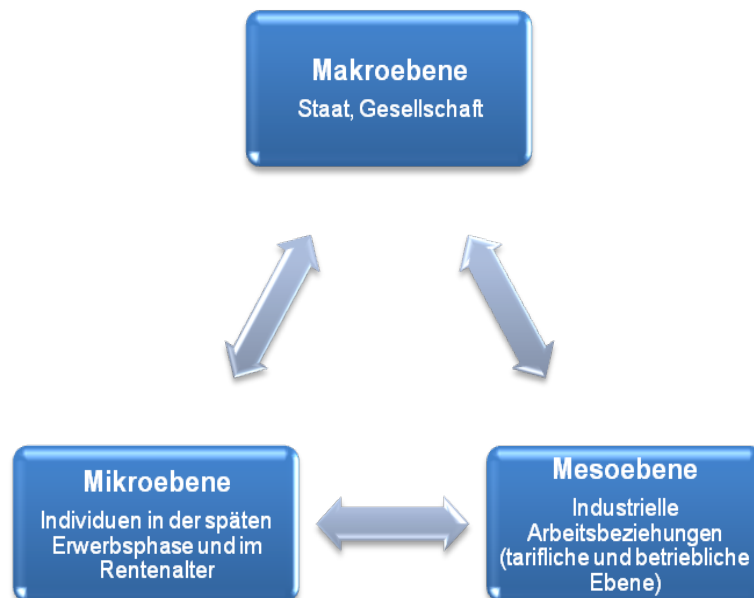 Makroebene
Staat, Gesellschaft
Mikroebene
Individuen in der späten
Erwerbsphase und im
Rentenalter
Mesoebene
Industrielle
Arbeitsbeziehungen
(tarifliche und betriebliche
Ebene)